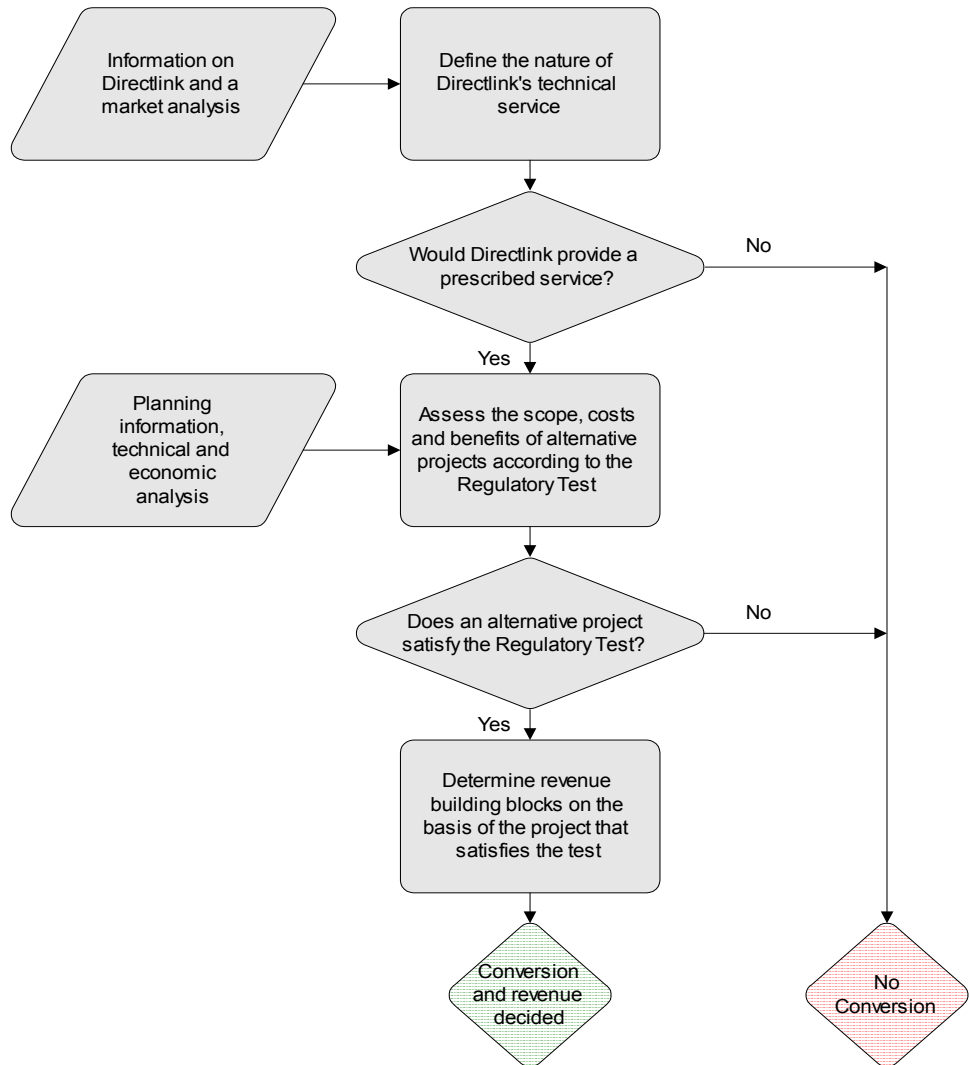 Information on
Directlink and a
market analysis
Define the nature of
Directlink's technical
service
Would Directlink provide a
prescribed service?
No
Yes
Planning
information,
technical and
economic
analysis
Assess the scope, costs
and benefits of alternative
projects according to the
Regulatory Test
Does an alternative project
satisfy the Regulatory Test?
No
Yes
Determine revenue
building blocks on the
basis of the project that
satisfies the test
Conversion
and revenue
decided
No
Conversion